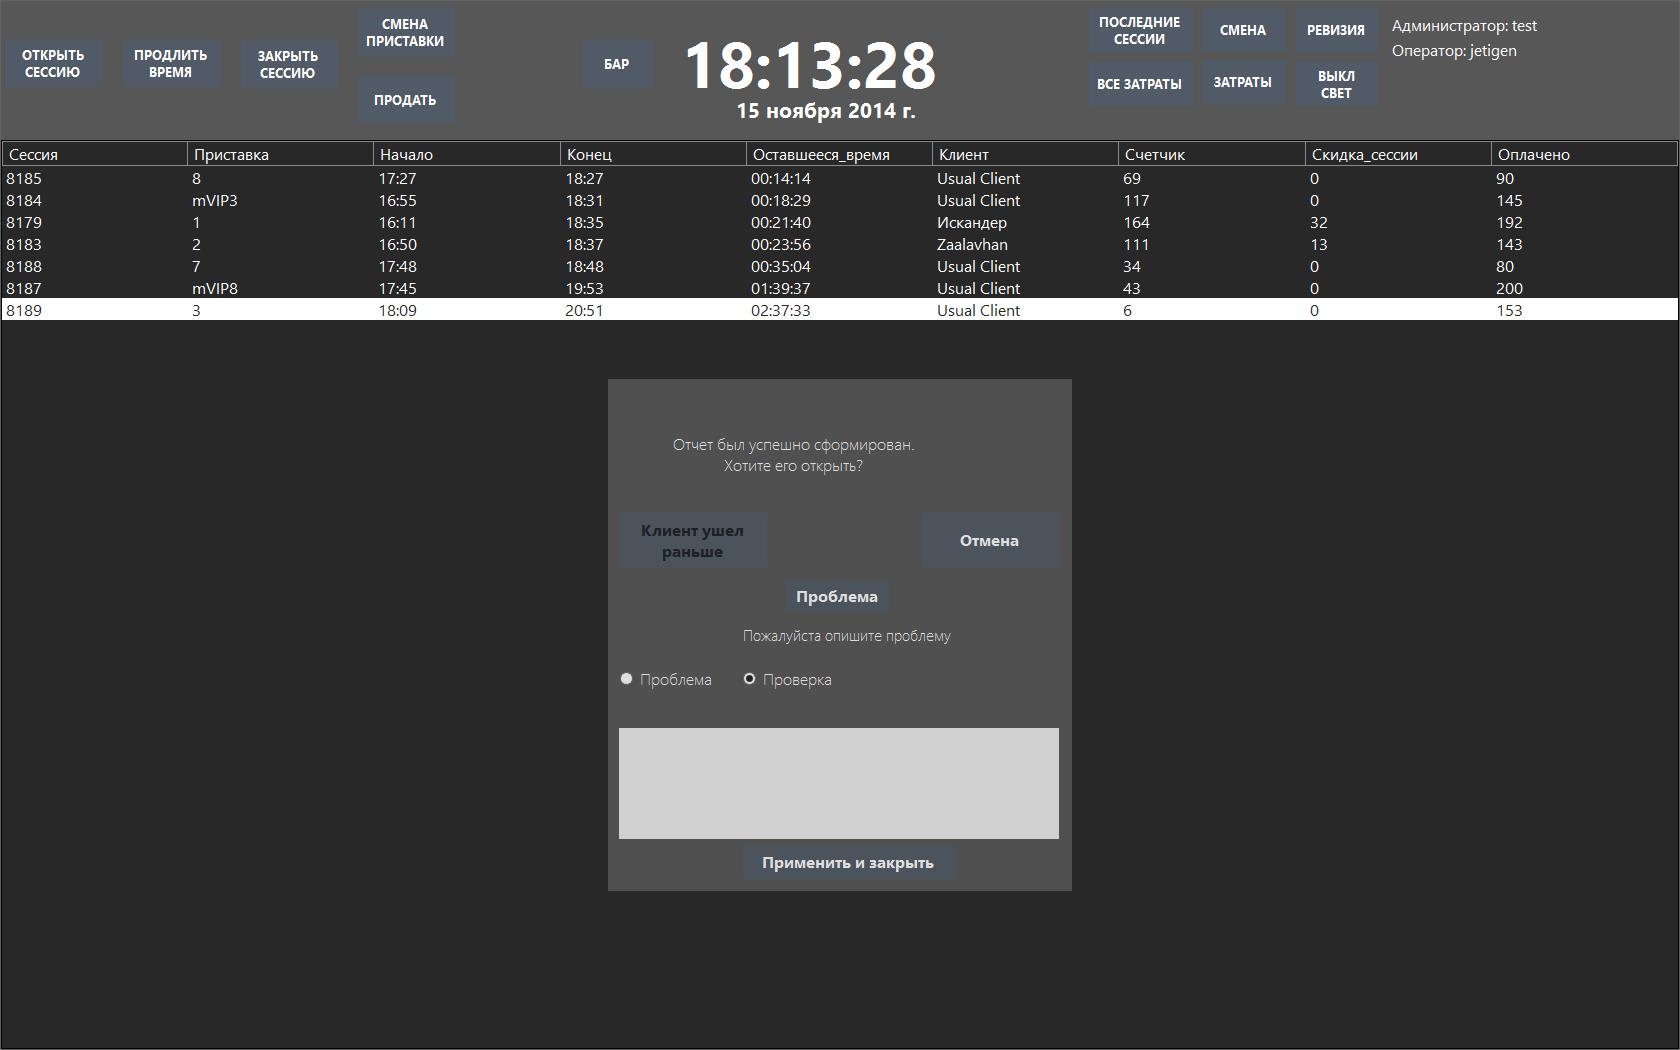 ОТКРЫТЬ
СЕССИЮ
ПРОДЛИТЬ
ВРЕМЯ
ЗАКРЫТЬ
СЕССИЮ
СМЕНА
ПРИСТАВКИ
ПРОДАТЬ
БАР
18:13:28
15 ноября 2014 г.
ПОСЛЕДНИЕ
СЕССИИ
СМЕНА
РЕВИЗИЯ
ВСЕ ЗАТРАТЫ
ЗАТРАТЫ
ВЫКЛ
СВЕТ
Администратор: test
Оператор: jetigen
Сессия Приставка Начало Конец Оставшееся_время Клиент Счетчик Скидка_сессии Оплачено
8185 8 17:27 18:27 00:14:14 Usual Client 69 0 90
8184 mVIP3 16:55 18:31 00:18:29 Usual Client 117 0 145
8179 1 16:11 18:35 00:21:40 Искандер 164 32 192
8183 2 16:50 18:37 00:23:56 Zaalavhan 111 13 143
8188 7 17:48 18:48 00:35:04 Usual Client 34 0 80
8187 mVIP8 17:45 19:53 01:39:37 Usual Client 43 0 200
8189 3 18:09 20:51 02:37:33 Usual Client 6 0 153
Отчет был успешно сформирован.
Хотите его открыть?
Клиент ушел
раньше
Отмена
Проблема
Пожалуйста опишите проблему
Проблема Проверка
Применить и закрыть